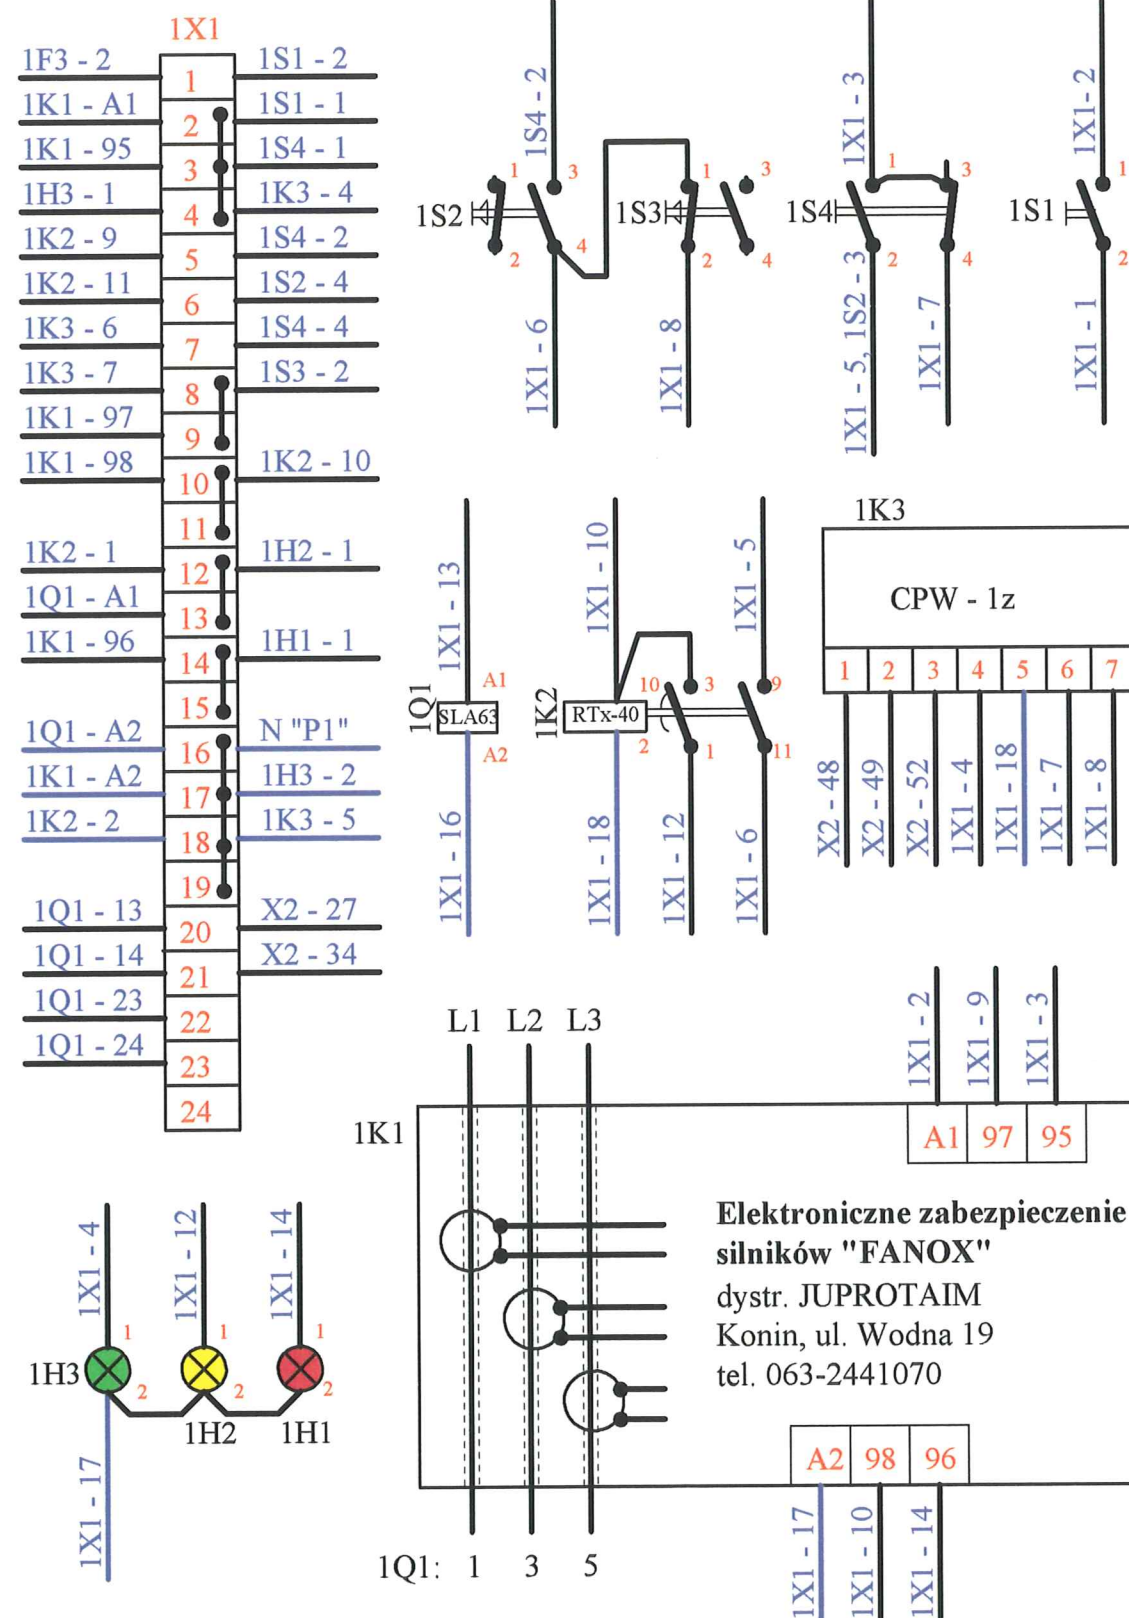 1X1
1F3 - 2 1 1S1 - 2
1K1 - A1 2 1S1 - 1
1K1 - 95 3 1S4 - 1
1H3 - 1 4 1K3 - 4
1K2 - 9 5 1S4 - 2
1K2 - 11 6 1S2 - 4
1K3 - 6 7 1S4 - 4
1K3 - 7 8 1S3 - 2
1K1 - 97 9
1K1 - 98 10 1K2 - 10
11
1K2 - 1 12 1H2 - 1
1Q1 - A1 13
1K1 - 96 14 1H1 - 1
15
1Q1 - A2 16 N "P1"
1K1 - A2 17 1H3 - 2
1K2 - 2 18 1K3 - 5
19
1Q1 - 13 20 X2 - 27
1Q1 - 14 21 X2 - 34
1Q1 - 23 22
1Q1 - 24 23
24
1S4 - 2
1X1 - 3
1X1- 2
1 3 1 3 1 3 1
1S2 1S3 1S4 1S1
2 4 2 4 2 4 2
1X1 - 6
1X1 - 8
1X1 - 5, 1S2 - 3
1X1 - 7
1X1 - 1
1X1 - 13
1Q1
A1
SLA63
A2
1X1 - 16
1X1 - 10
1X1 - 5
1K2
10 3 9
RTx-40
2 1 11
1X1 - 18
1X1 - 12
1X1 - 6
1K3
CPW - 1z
1 2 3 4 5 6 7
X2 - 48
X2 - 49
X2 - 52
1X1 - 4
1X1 - 18
1X1 - 7
1X1 - 8
L1 L2 L3
1X1 - 2
1X1 - 9
1X1 - 3
1K1
A1 97 95
Elektroniczne zabezpieczenie
silników "FANOX"
dystr. JUPROTAIM
Konin, ul. Wodna 19
tel. 063-2441070
A2 98 96
1X1 - 17
1X1 - 10
1X1 - 14
1Q1: 1 3 5
1X1 - 4
1X1 - 12
1X1 - 14
1 1 1
1H3
2 2 2
1H2 1H1
1X1 - 17